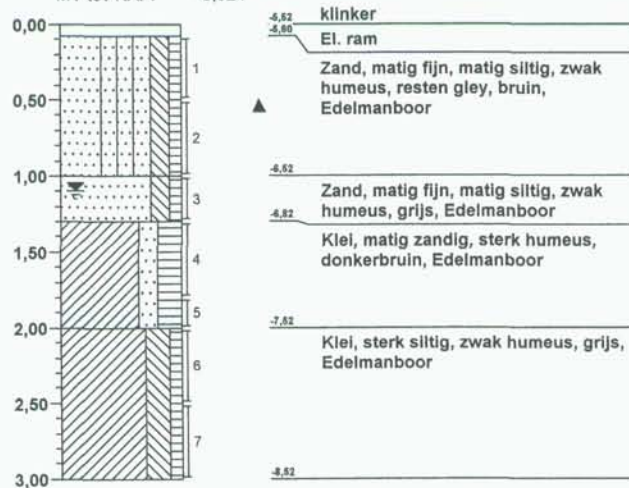 0,00
-5,52
klinker
-5,60
El. ram
Zand, matig fijn, matig siltig, zwak
humeus, resten gley, bruin,
Edelmanboor
1
0,50
2
1,00
-6,52
Zand, matig fijn, matig siltig, zwak
humeus, grijs, Edelmanboor
3
-6,82
Klei, matig zandig, sterk humeus,
donkerbruin, Edelmanboor
1,50
4
5
2,00
-7,52
Klei, sterk siltig, zwak humeus, grijs,
Edelmanboor
6
2,50
7
3,00
-8,52